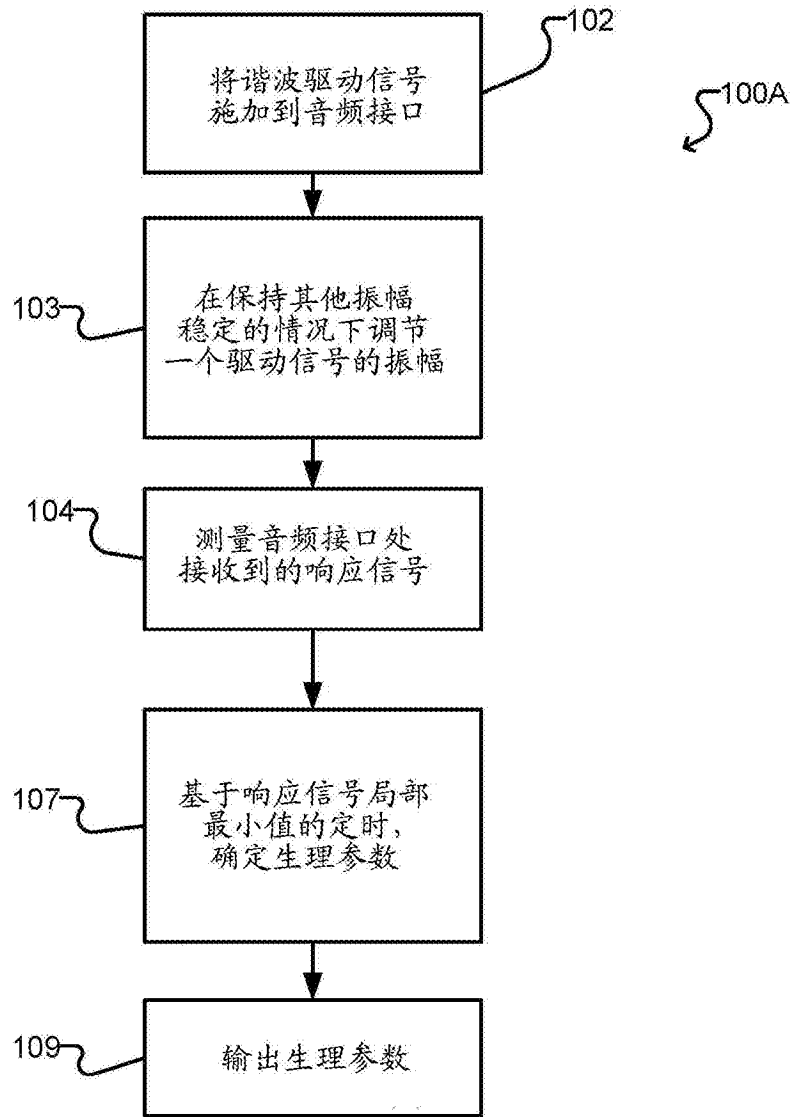 102
将谐波驱动信号
施加到音频接口
100A
103
在保持其他振幅
稳定的情况下调节
一个驱动信号的振幅
104
测量音频接口处
接收到的响应信号
107
基于响应信号局部
最小值的定时，
确定生理参数
109
输出生理参数